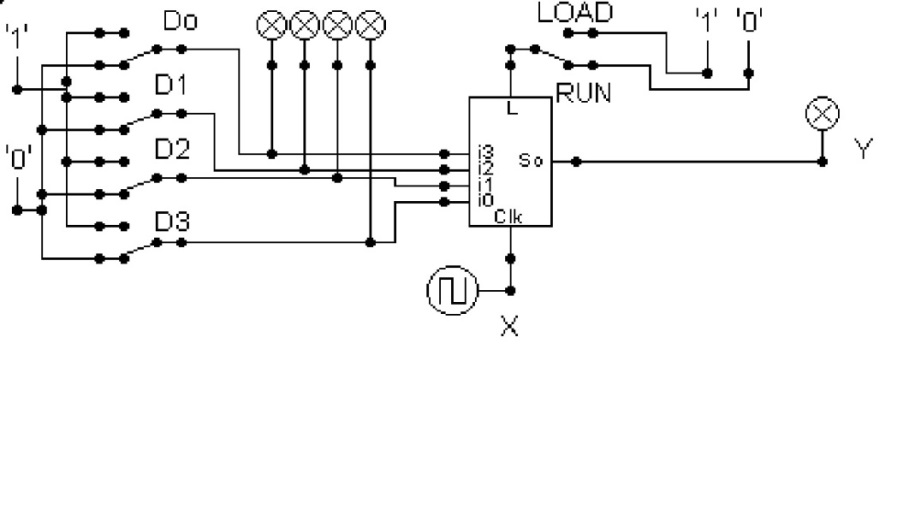 LOAD
'1' '0'
'1'
Do
RUN
D1
L
'0'
D2
i3
i2
i1
i0
So
Y
D3
Clk
X